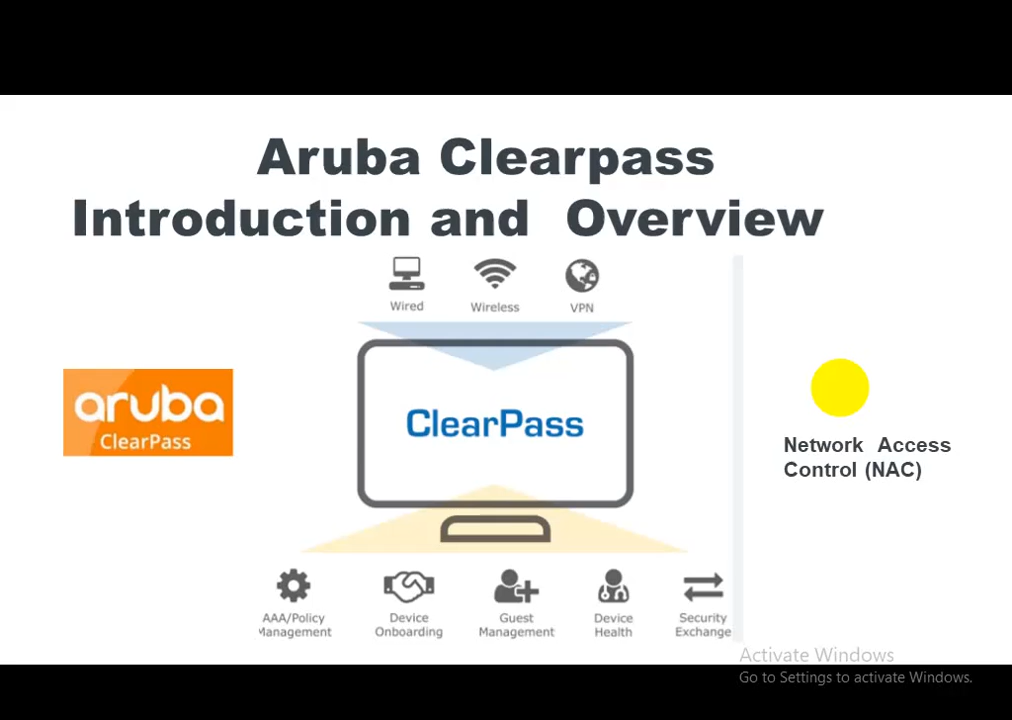 Aruba Clearpass
Introduction and Overview
Wired
Wireless
VPN
aruba
ClearPass
ClearPass
Network Access
Control (NAC)
AAA/Policy
Management
Device
Onboarding
Guest
Management
Device
Health
Security
Exchange
Activate Windows
Go to Settings to activate Windows.